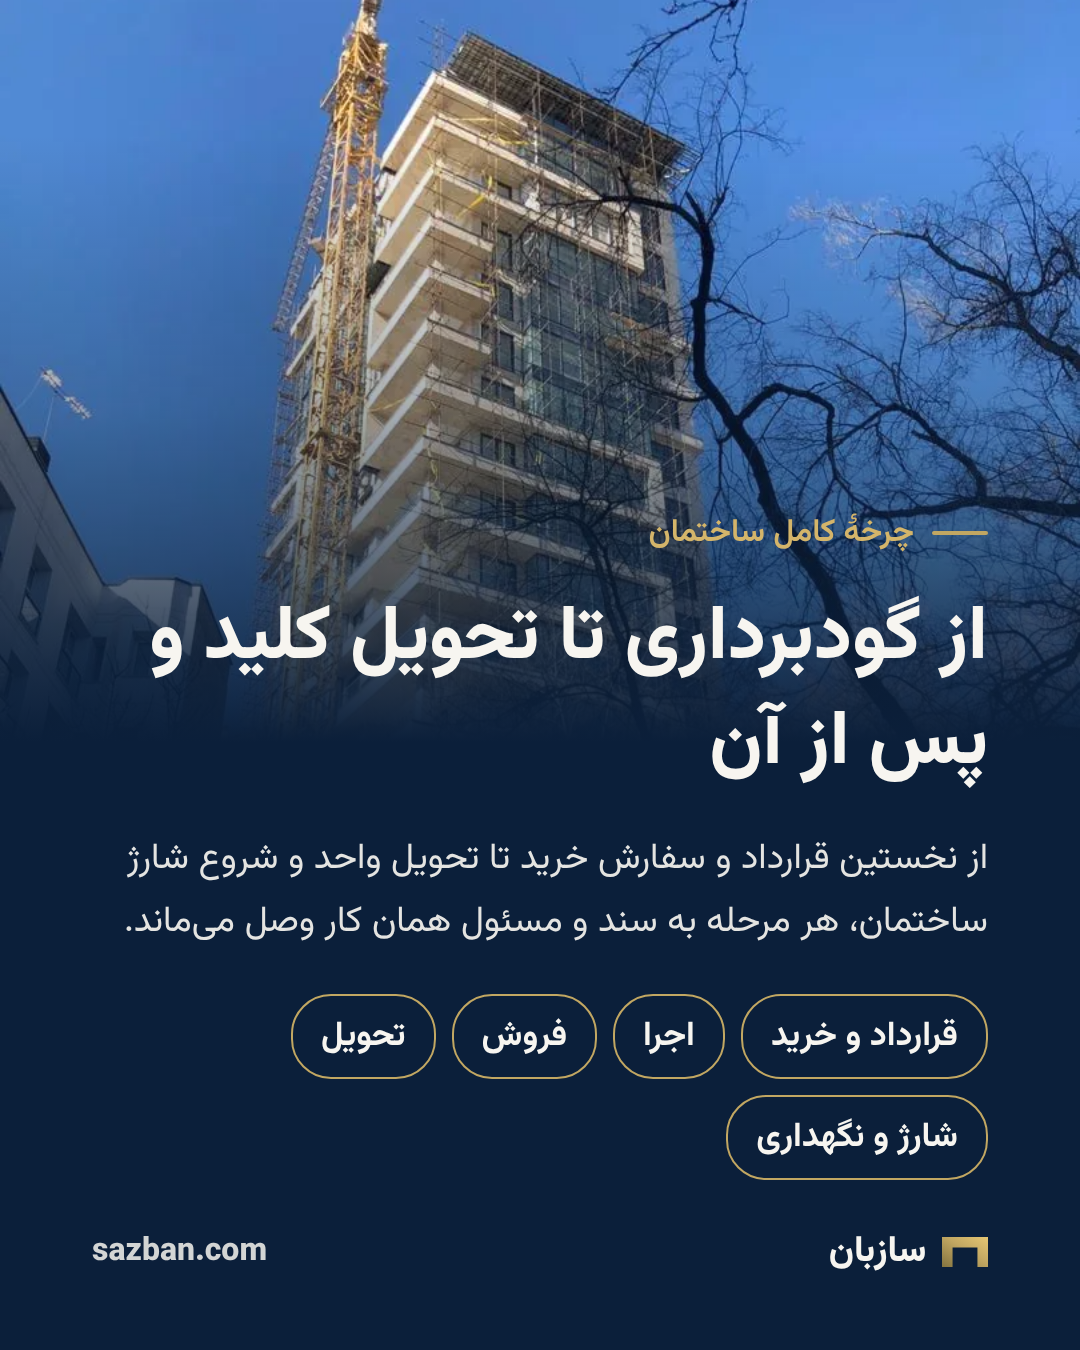 چرخهٔ کامل ساختمان
از گودبرداری تا تحویل کلید و
پس از آن
از نخستین قرارداد و سفارش خرید تا تحویل واحد و شروع شارژ
ساختمان، هر مرحله به سند و مسئول همان کار وصل می‌ماند.
قرارداد و خرید
اجرا
فروش
تحویل
شارژ و نگهداری
سازبان
sazban.com